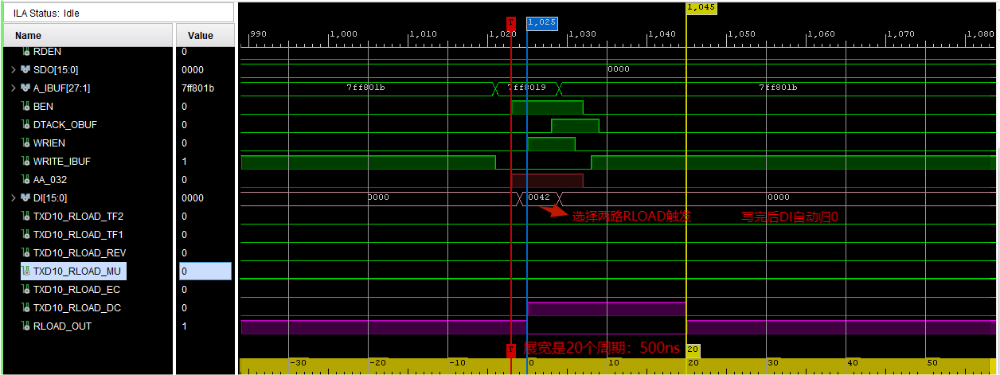 ILA Status: Idle
1,045
1,025
T
Name Value
990 1,000 1,010 1,020 1,030 1,040 1,050 1,060 1,070 1,080
RDEN 0
SDO[15:0] 0000 0000
A_IBUF[27:1] 7ff801b 7ff801b 7ff8019 7ff801b
BEN 0
DTACK_OBUF 0
WRIEN 0
WRITE_IBUF 1
AA_032 0
DI[15:0] 0000 0000 0042 0000
TXD10_RLOAD_TF2 0 选择两路RLOAD触发 写完后DI自动归0
TXD10_RLOAD_TF1 0
TXD10_RLOAD_REV 0
TXD10_RLOAD_MU 0
TXD10_RLOAD_EC 0
TXD10_RLOAD_DC 0
RLOAD_OUT 1
T 展宽是20个周期：500ns 20
-30 -10 0 10 20 30 40 50